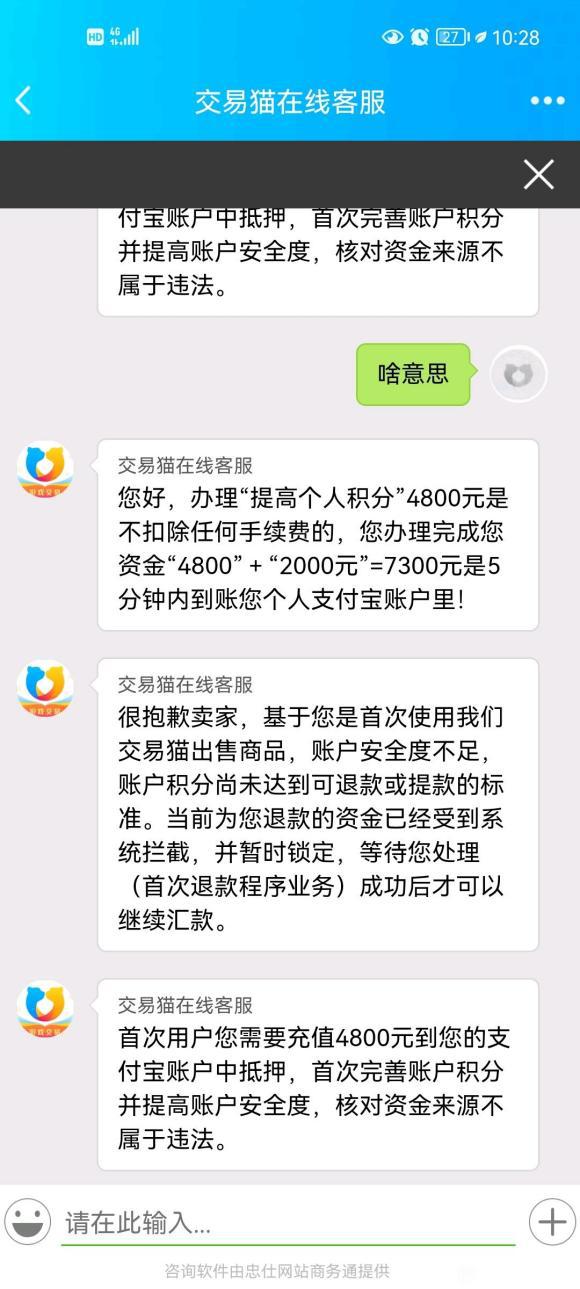 HD 4G 27 10:28
交易猫在线客服
付宝账户中抵押，首次完善账户积分
并提高账户安全度，核对资金来源不
属于违法。
啥意思
交易猫在线客服
您好，办理“提高个人积分”4800元是
不扣除任何手续费的，您办理完成您
资金“4800”+“2000元”=7300元是5
分钟内到账您个人支付宝账户里！
交易猫在线客服
很抱歉卖家，基于您是首次使用我们
交易猫出售商品，账户安全度不足，
账户积分尚未达到可退款或提款的标
准。当前为您退款的资金已经受到系
统拦截，并暂时锁定，等待您处理
（首次退款程序业务）成功后才可以
继续汇款。
交易猫在线客服
首次用户您需要充值4800元到您的支
付宝账户中抵押，首次完善账户积分
并提高账户安全度，核对资金来源不
属于违法。
请在此输入...
咨询软件由忠仕网站商务通提供